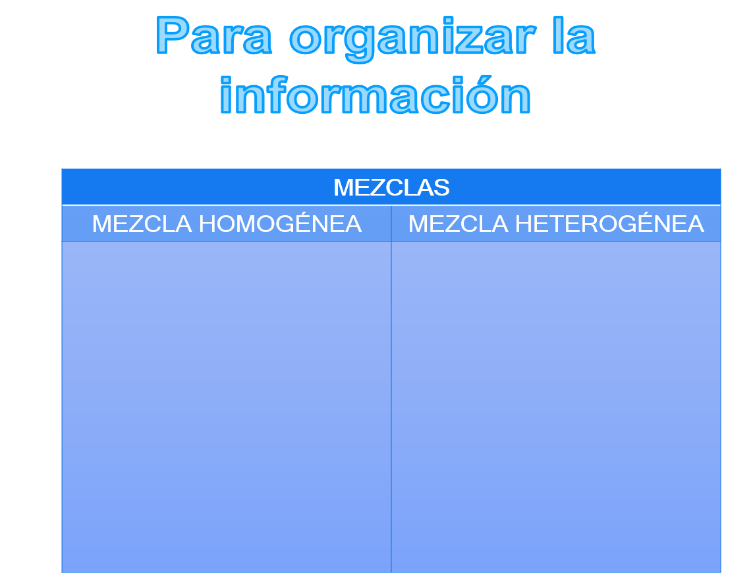 Para organizar la
información
MEZCLAS
MEZCLA HOMOGÉNEA
MEZCLA HETEROGÉNEA